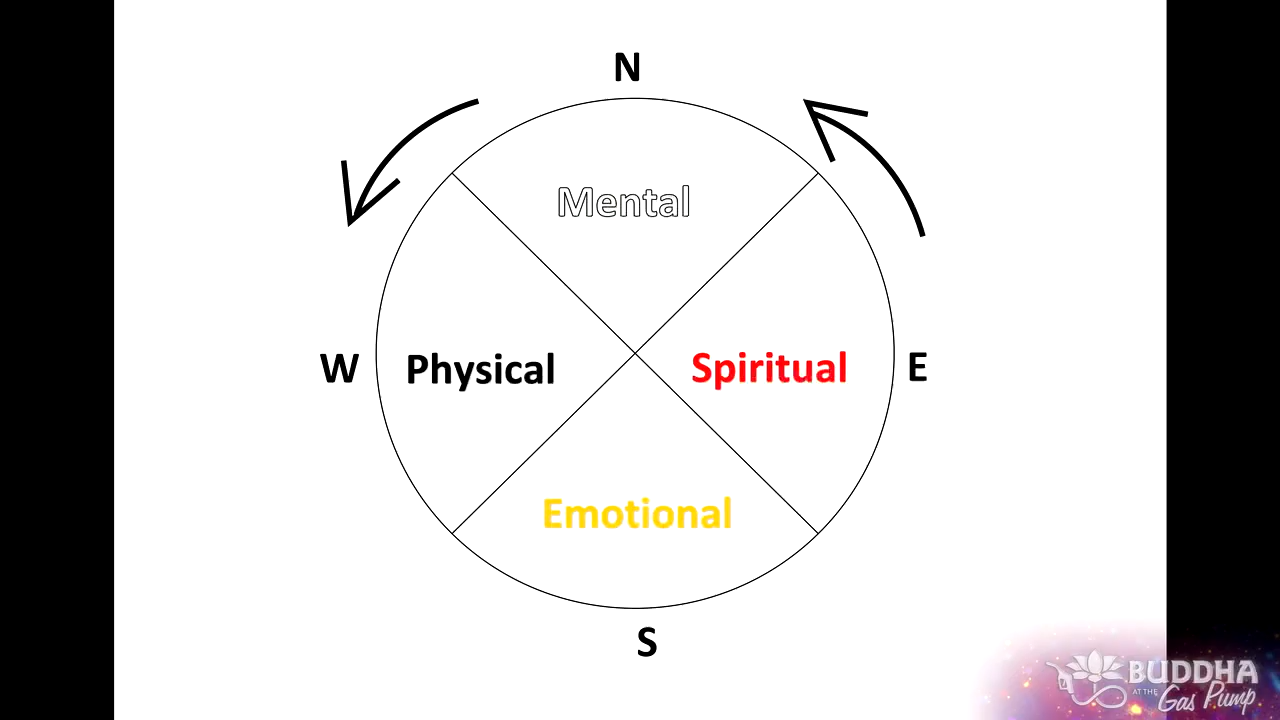 N
Mental
W
Physical
Spiritual
E
Emotional
S
BUDDHA
AT THE
Gas Pump